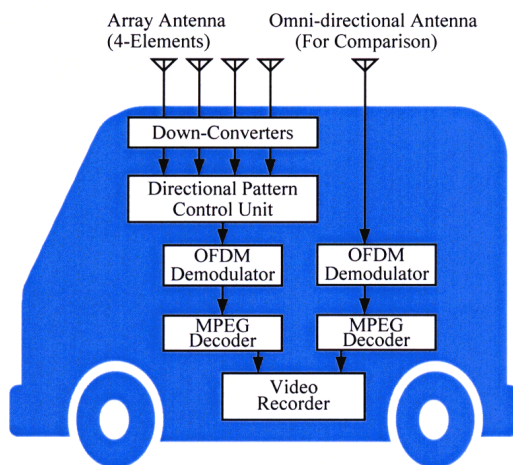 Array Antenna
(4-Elements)
Omni-directional Antenna
(For Comparison)
Down-Converters
Directional Pattern
Control Unit
OFDM
Demodulator
OFDM
Demodulator
MPEG
Decoder
MPEG
Decoder
Video
Recorder